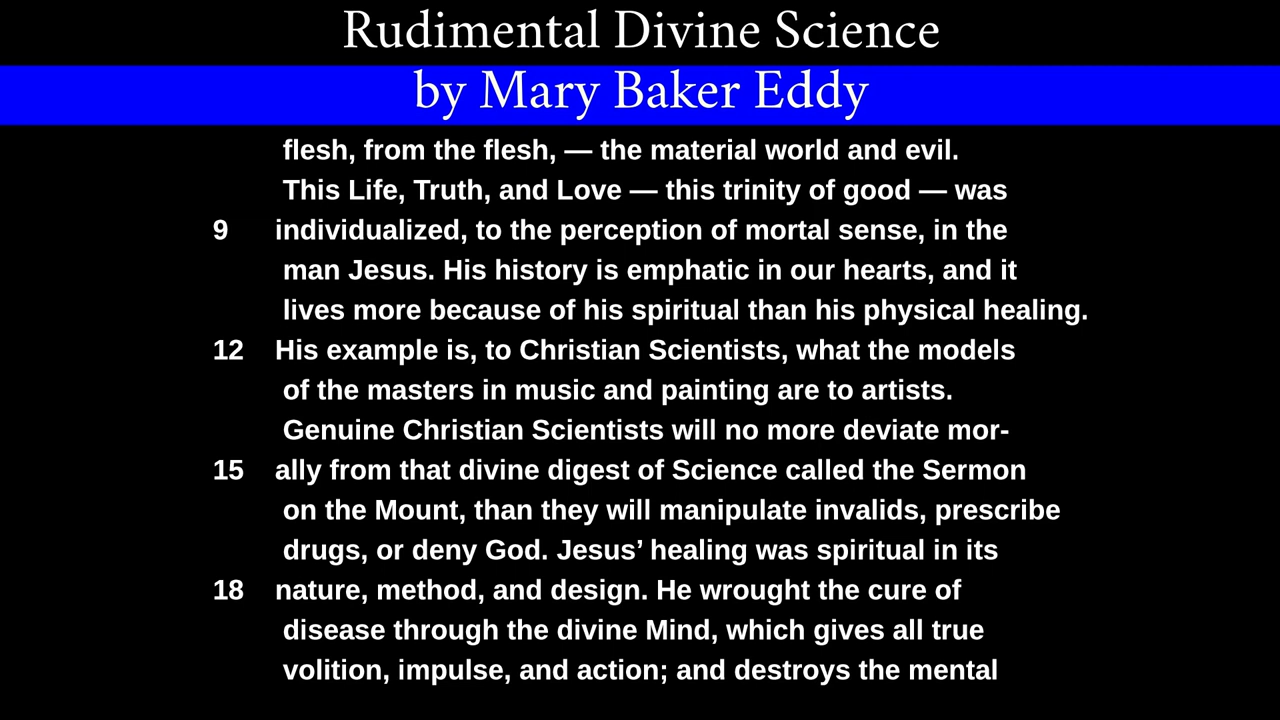 Rudimental Divine Science
by Mary Baker Eddy
flesh, from the flesh, — the material world and evil.
This Life, Truth, and Love — this trinity of good — was
9 individualized, to the perception of mortal sense, in the
man Jesus. His history is emphatic in our hearts, and it
lives more because of his spiritual than his physical healing.
12 His example is, to Christian Scientists, what the models
of the masters in music and painting are to artists.
Genuine Christian Scientists will no more deviate mor-
15 ally from that divine digest of Science called the Sermon
on the Mount, than they will manipulate invalids, prescribe
drugs, or deny God. Jesus’ healing was spiritual in its
18 nature, method, and design. He wrought the cure of
disease through the divine Mind, which gives all true
volition, impulse, and action; and destroys the mental